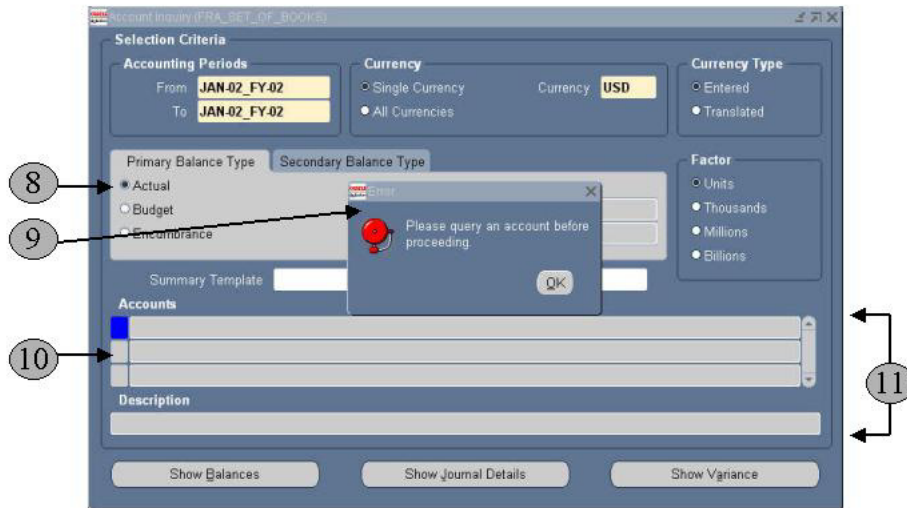 Account Inquiry (FRA_SET_OF_BOOKS)
Selection Criteria
Accounting Periods
From JAN-02_FY-02
To JAN-02_FY-02
Currency
Single Currency Currency USD
All Currencies
Currency Type
Entered
Translated
Primary Balance Type Secondary Balance Type
8 Actual
Budget
9 Encumbrance
Error
Please query an account before
proceeding.
OK
Factor
Units
Thousands
Millions
Billions
Summary Template
Accounts
10
11
Description
Show Balances Show Journal Details Show Variance